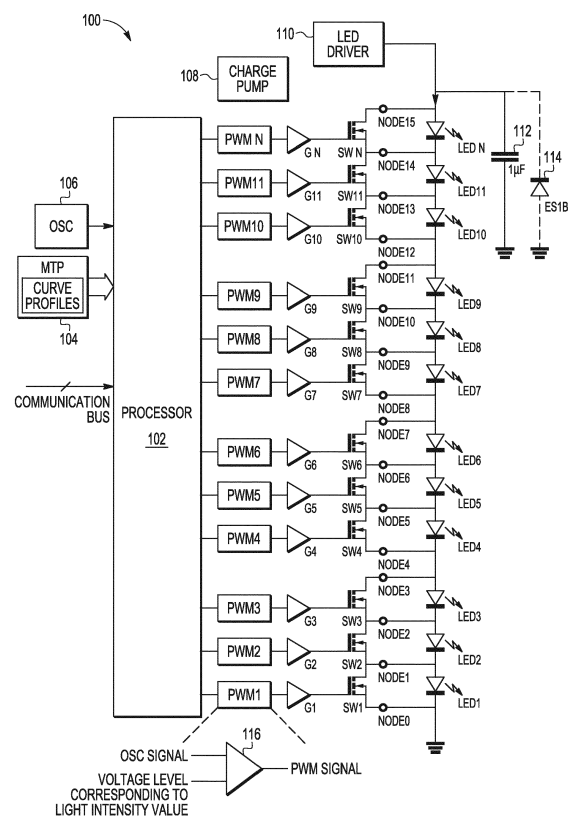 100
110
LED
DRIVER
108
CHARGE
PUMP
NODE15
PWM N
G N
SW N
LED N
112
1µF
114
ES1B
NODE14
PWM11
G11
SW11
LED11
NODE13
106
OSC
PWM10
G10
SW10
LED10
NODE12
MTP
CURVE
PROFILES
104
NODE11
PWM9
G9
SW9
LED9
NODE10
PWM8
G8
SW8
LED8
NODE9
PWM7
G7
SW7
LED7
NODE8
COMMUNICATION
BUS
PROCESSOR
102
NODE7
PWM6
G6
SW6
LED6
NODE6
PWM5
G5
SW5
LED5
NODE5
PWM4
G4
SW4
LED4
NODE4
NODE3
PWM3
G3
SW3
LED3
NODE2
PWM2
G2
SW2
LED2
NODE1
PWM1
G1
SW1
LED1
NODE0
116
OSC SIGNAL
PWM SIGNAL
VOLTAGE LEVEL
CORRESPONDING TO
LIGHT INTENSITY VALUE